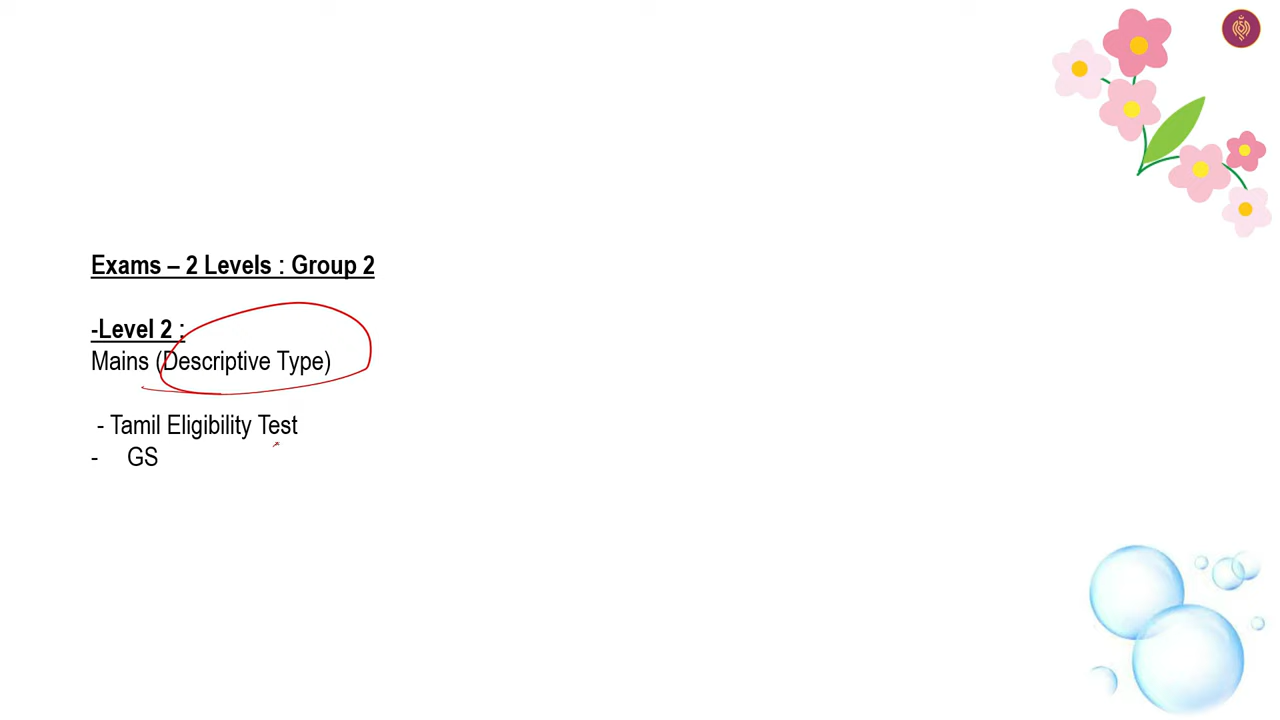 Exams – 2 Levels : Group 2
-Level 2 :
Mains (Descriptive Type)
- Tamil Eligibility Test
- GS